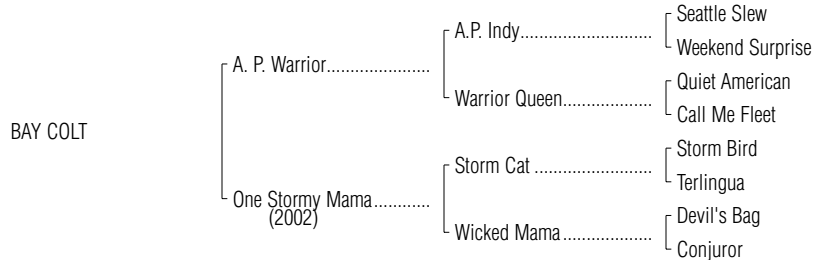 Seattle Slew
A.P. Indy..............................
Weekend Surprise
A. P. Warrior.......................
Quiet American
Warrior Queen....................
Call Me Fleet
BAY COLT
Storm Bird
Storm Cat ...........................
Terlingua
One Stormy Mama............
(2002)
Devil's Bag
Wicked Mama....................
Conjuror